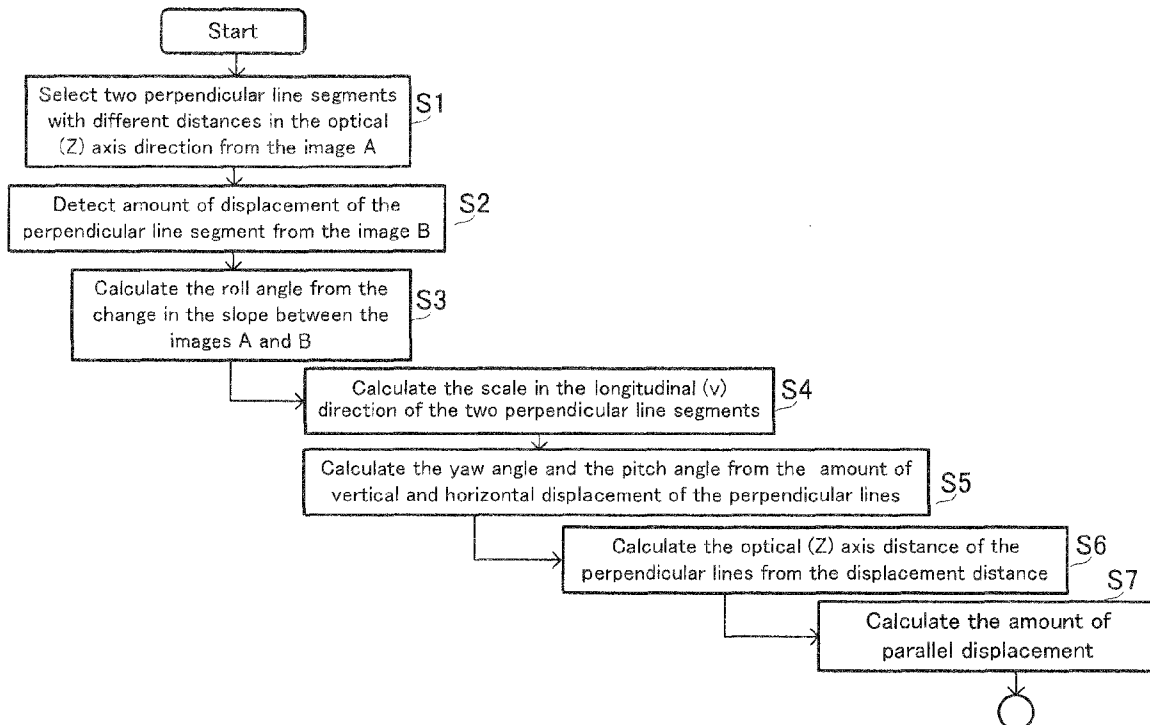 Start
Select two perpendicular line segments
with different distances in the optical
(Z) axis direction from the image A
S1
Detect amount of displacement of the
perpendicular line segment from the image B
S2
Calculate the roll angle from the
change in the slope between the
images A and B
S3
Calculate the scale in the longitudinal (v)
direction of the two perpendicular line segments
S4
Calculate the yaw angle and the pitch angle from the amount of
vertical and horizontal displacement of the perpendicular lines
S5
Calculate the optical (Z) axis distance of the
perpendicular lines from the displacement distance
S6
S7
Calculate the amount of
parallel displacement